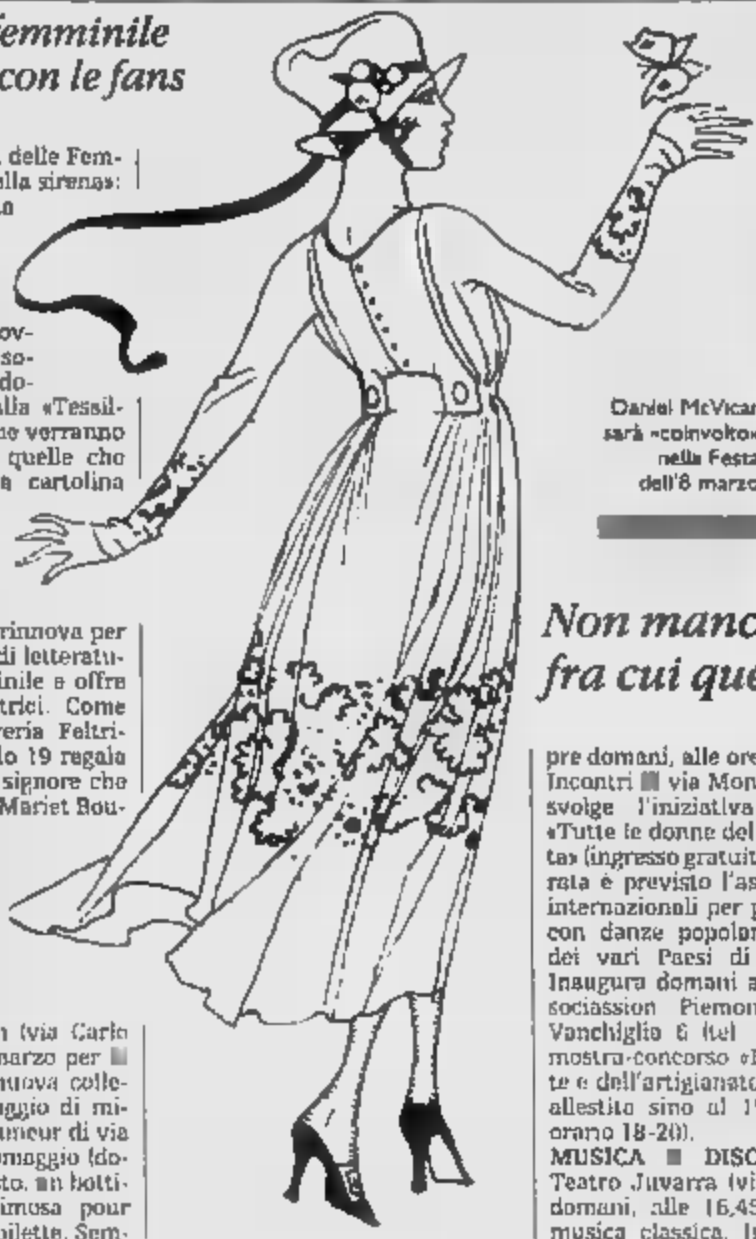 femminile
con le fans
delle Fem-
ella sirena»:
ov-
so-
do-
alla «Tessil-
ne verranno
quelle che
a cartolina
rinnova per
di letteratu-
inile e offre
trici. Come
reria Feltri-
lo 19 regala
signore che
Mariet Bou-
n (via Carlo
marzo per
nuova colle-
aggio di mi-
uneur di via
omaggio (do-
sto, un botti-
imosa pour
oilette. Sem-
Daniel McVicar
sarà «coinvolto»
nella Festa
dell'8 marzo
Non manc
fra cui que
pre domani, alle ore
Incontri via Mon
svolge l'iniziativa
«Tutte le donne del
ta» (ingresso gratuit
rata è previsto l'as
internazionali per p
con danze popolar
dei vari Paesi di
Inaugura domani a
sociassion Piemon
Vanchiglia 6 (tel
mostra-concorso
te e dell'artigianato
allestita sino al 1
orario 18-20).
MUSICA DISC
Teatro Juvarra (vi
domani, alle 16,45
musica classica. In